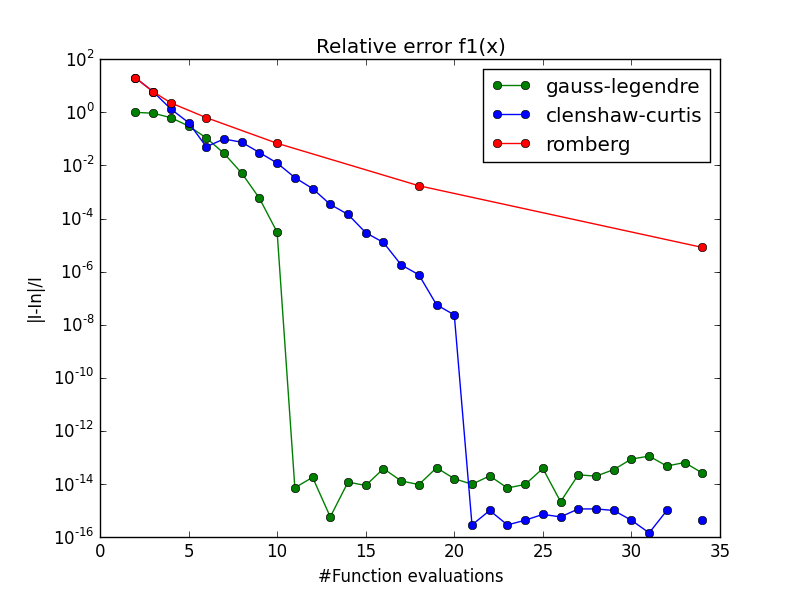 Relative error f1(x)
gauss-legendre
clenshaw-curtis
romberg
|I-In|/I
10^2
10^0
10^-2
10^-4
10^-6
10^-8
10^-10
10^-12
10^-14
10^-16
0 5 10 15 20 25 30 35
#Function evaluations